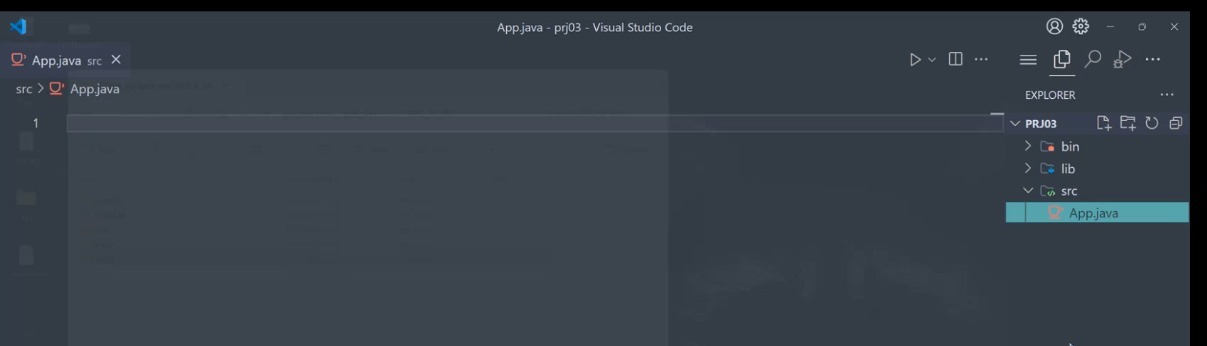 App.java - prj03 - Visual Studio Code
App.java src
src > App.java
1
EXPLORER
PRJ03
bin
lib
src
App.java